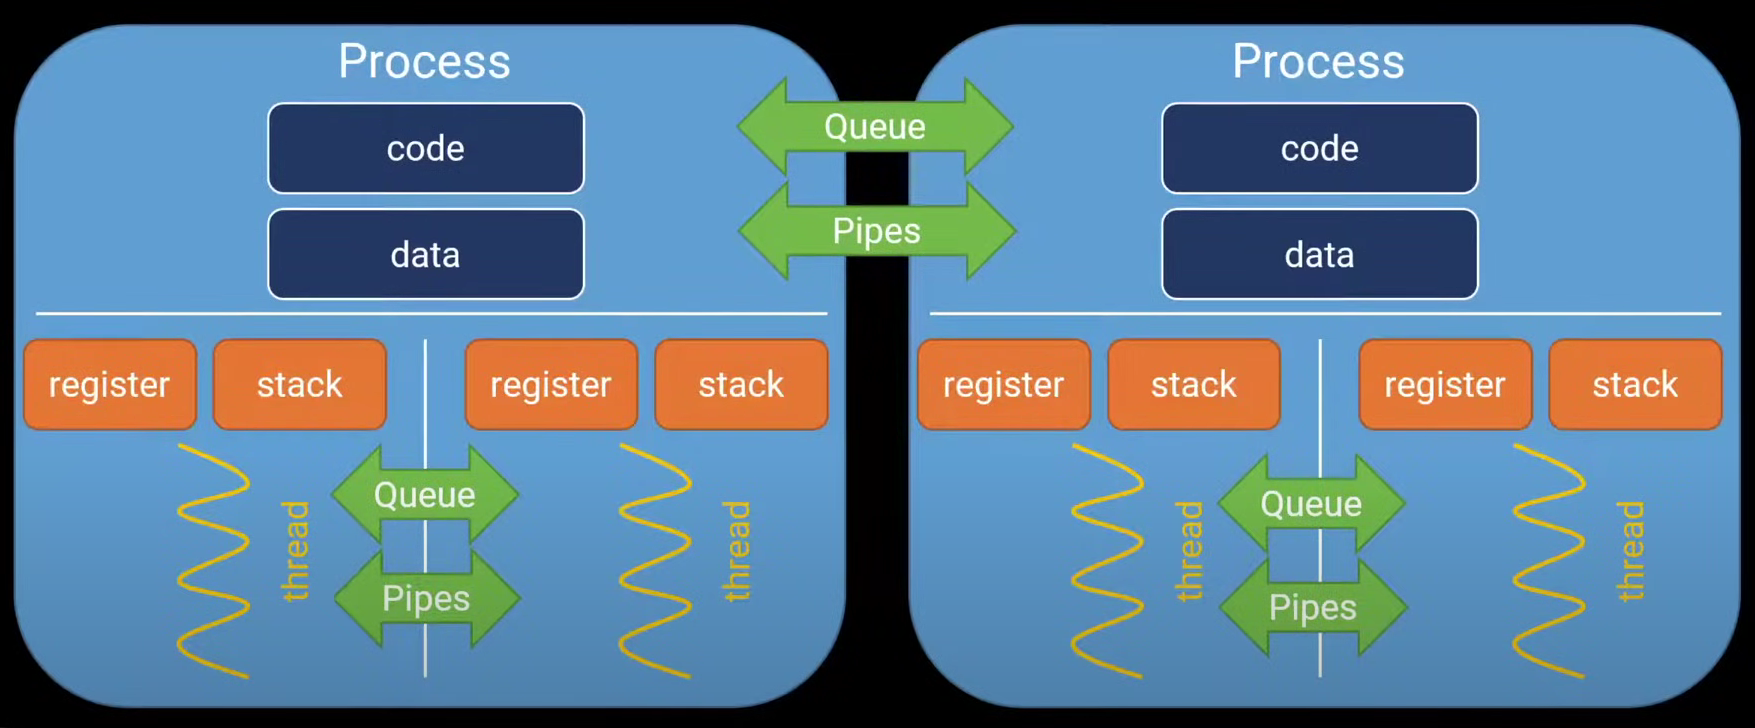 Process
code
data
register
stack
register
stack
thread
Queue
Pipes
thread
Queue
Pipes
Process
code
data
register
stack
register
stack
thread
Queue
Pipes
thread